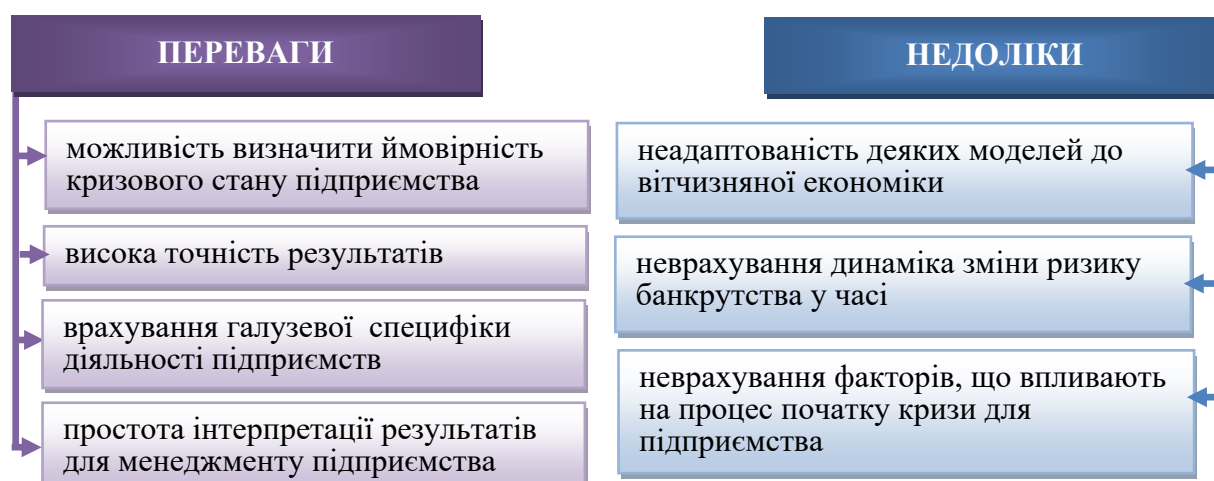 ПЕРЕВАГИ
можливість визначити ймовірність
кризового стану підприємства
висока точність результатів
врахування галузевої специфіки
діяльності підприємств
простота інтерпретації результатів
для менеджменту підприємства
НЕДОЛІКИ
неадаптованість деяких моделей до
вітчизняної економіки
неврахування динаміка зміни ризику
банкрутства у часі
неврахування факторів, що впливають
на процес початку кризи для
підприємства